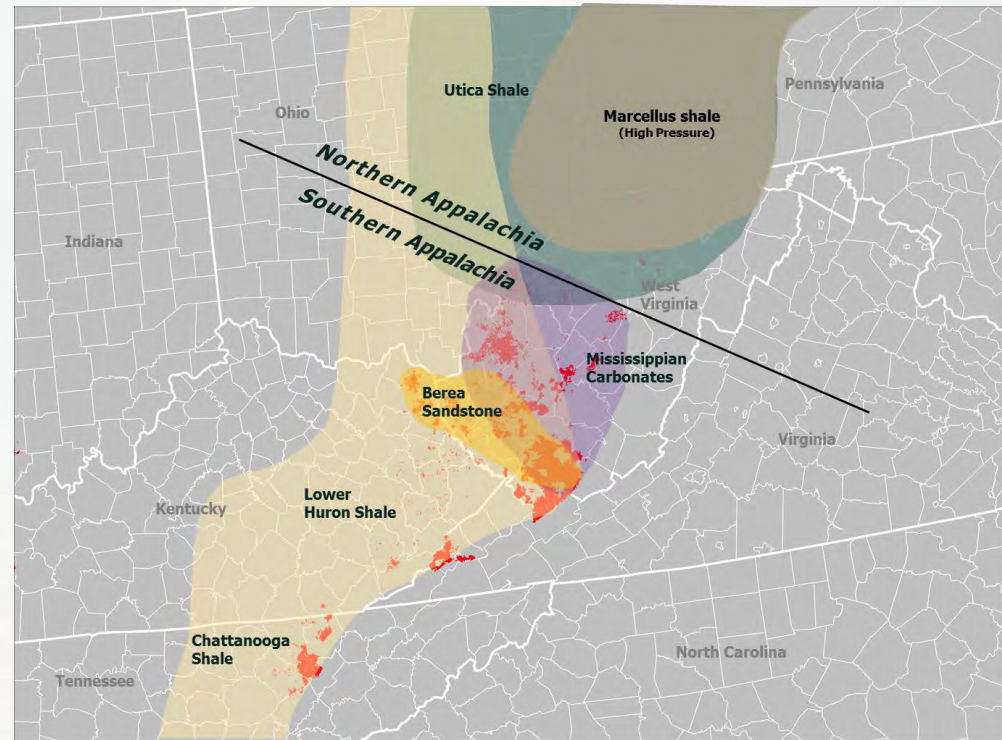 Utica Shale
Pennsylvania
Ohio
Marcellus shale
(High Pressure)
Northern Appalachia
Southern Appalachia
Indiana
West
Virginia
Mississippian
Carbonates
Berea
Sandstone
Virginia
Lower
Huron Shale
Kentucky
Chattanooga
Shale
North Carolina
Tennessee